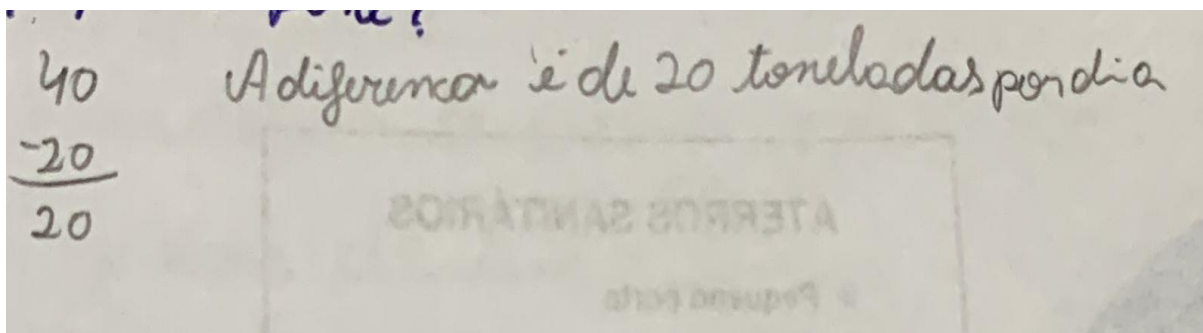 40 A diferença é de 20 toneladas por dia
-20
20
ATERROS SANITÁRIOS
• Pequeno porte